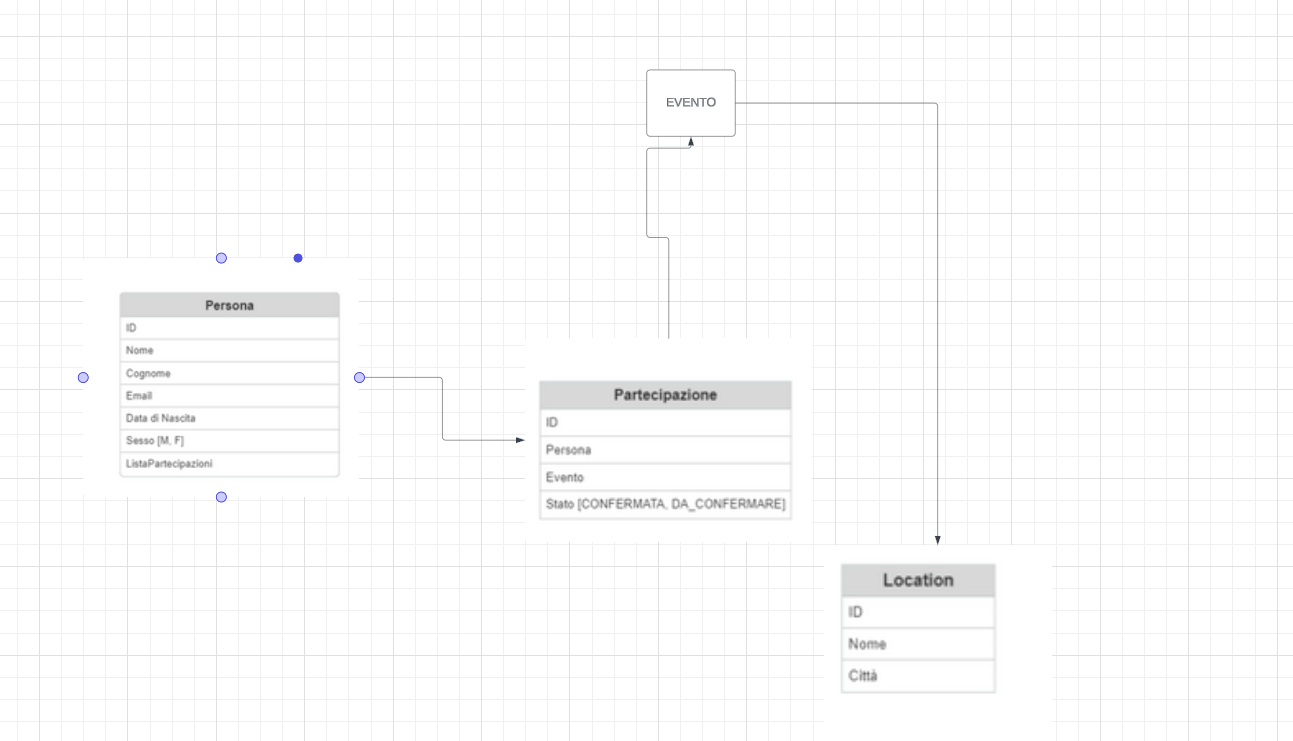 EVENTO
Persona
ID
Nome
Cognome
Email
Data di Nascita
Sesso [M, F]
ListaPartecipazioni
Partecipazione
ID
Persona
Evento
Stato [CONFERMATA, DA_CONFERMARE]
Location
ID
Nome
Città